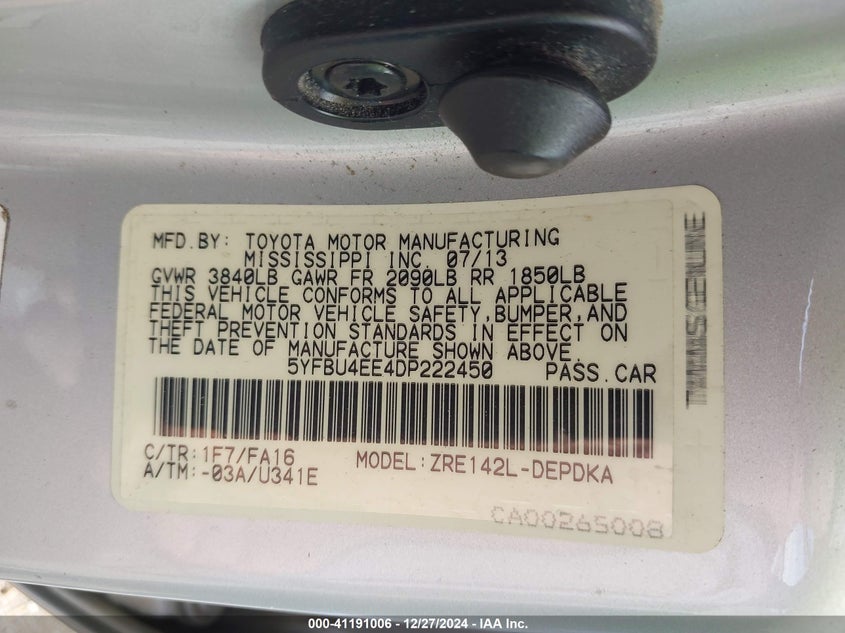 MFD.BY: TOYOTA MOTOR MANUFACTURING
MISSISSIPPI INC. 07/13
GVWR 3840LB GAWR FR 2090LB RR 1850LB
THIS VEHICLE CONFORMS TO ALL APPLICABLE
FEDERAL MOTOR VEHICLE SAFETY,BUMPER,AND
THEFT PREVENTION STANDARDS IN EFFECT ON
THE DATE OF MANUFACTURE SHOWN ABOVE.
5YFBU4EE4DP222450 PASS.CAR
C/TR:1F7/FA16 MODEL:ZRE142L-DEPDKA
A/TM:-03A/U341E
CA00265008
000-41191006 - 12/27/2024 - IAA Inc.